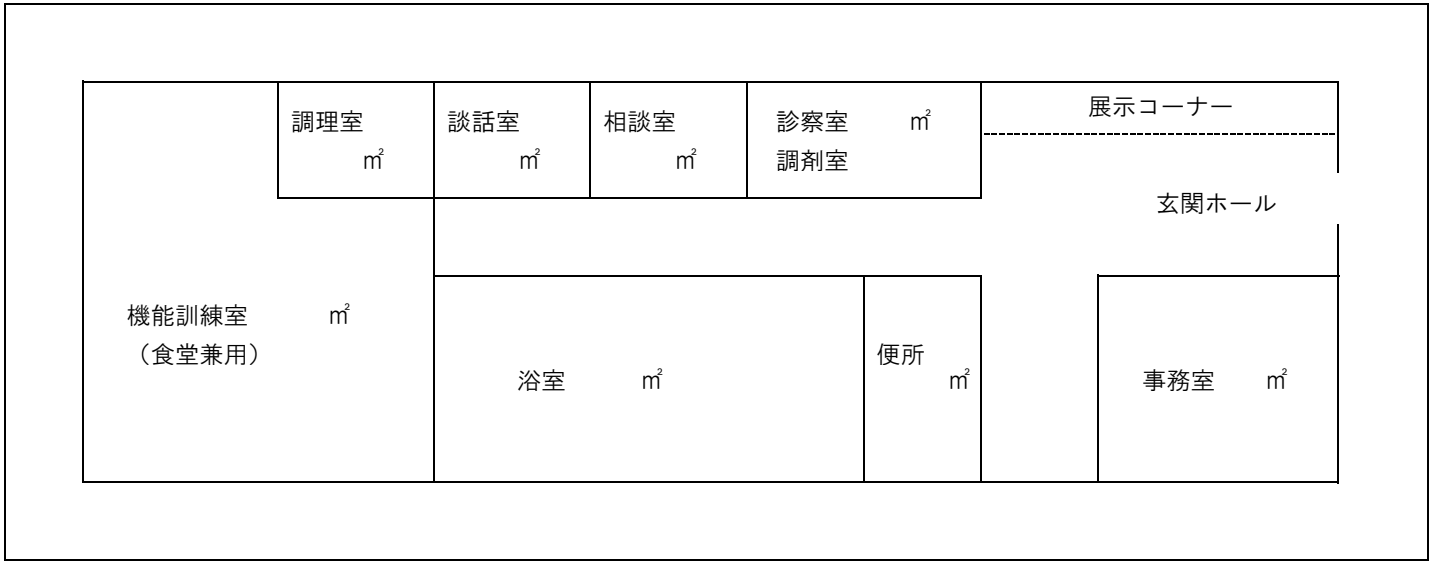 展示コーナー
調理室
㎡
談話室
㎡
相談室
㎡
診察室 ㎡
調剤室
玄関ホール
機能訓練室 ㎡
（食堂兼用）
浴室 ㎡
便所
㎡
事務室 ㎡